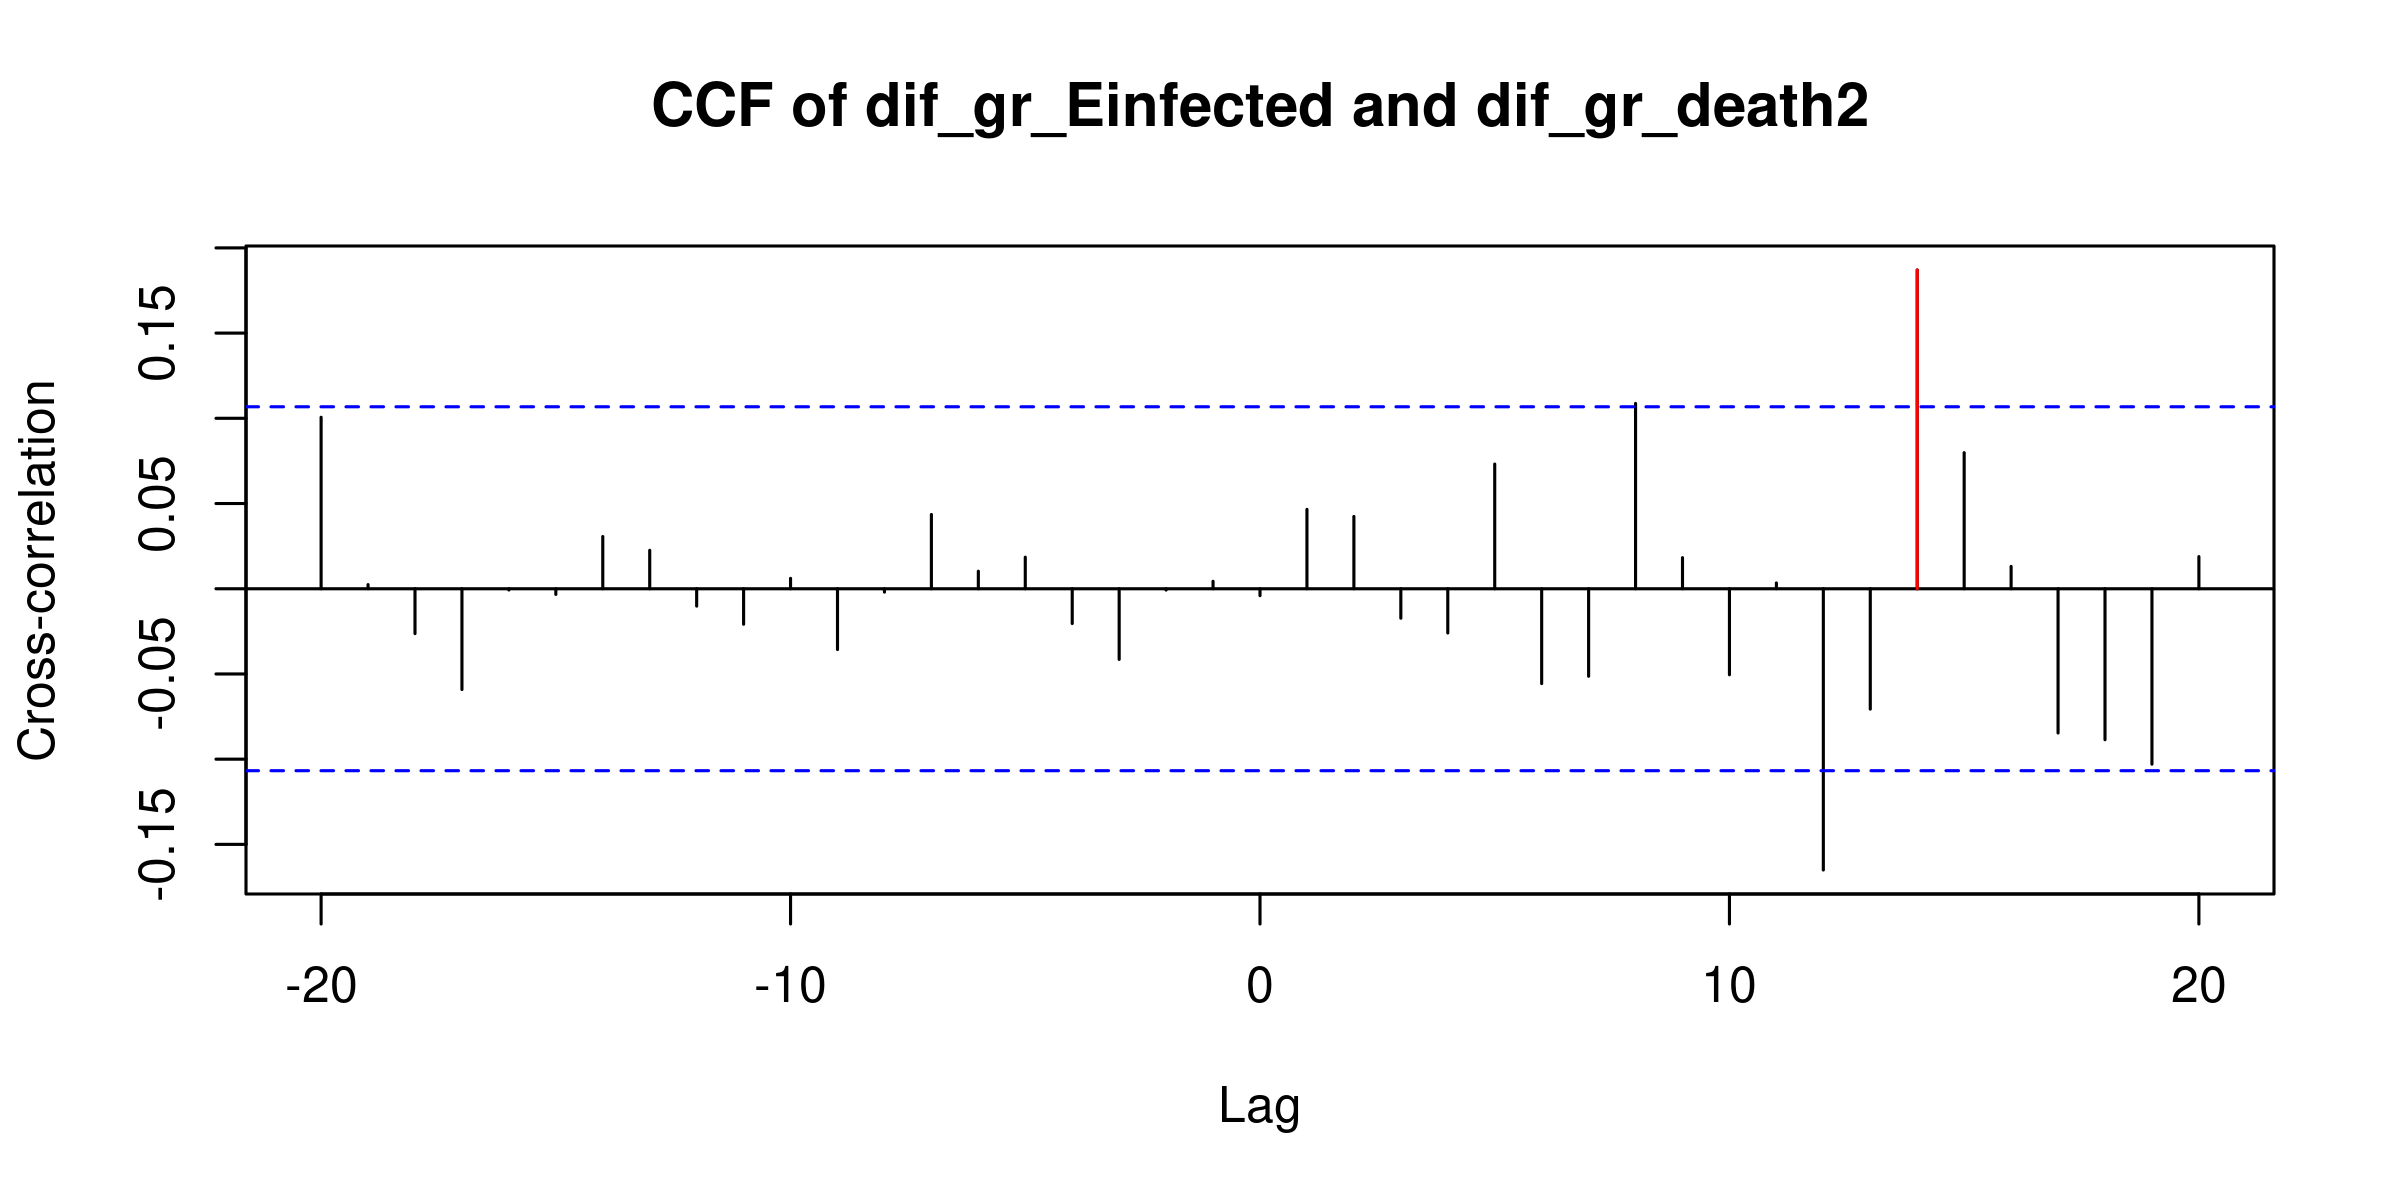 CCF of dif_gr_Einfected and dif_gr_death2
Cross-correlation
0.15
0.05
-0.05
-0.15
-20 -10 0 10 20
Lag